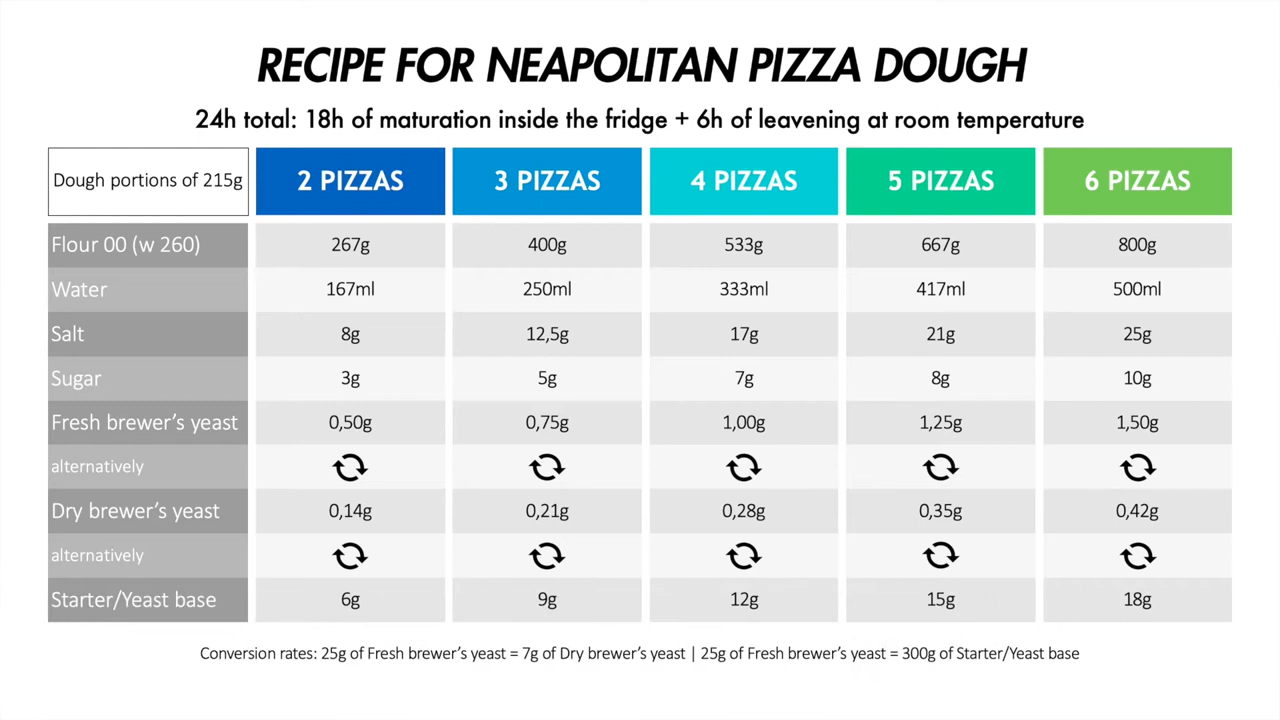 RECIPE FOR NEAPOLITAN PIZZA DOUGH
24h total: 18h of maturation inside the fridge + 6h of leavening at room temperature
Dough portions of 215g 2 PIZZAS 3 PIZZAS 4 PIZZAS 5 PIZZAS 6 PIZZAS
Flour 00 (w 260) 267g 400g 533g 667g 800g
Water 167ml 250ml 333ml 417ml 500ml
Salt 8g 12,5g 17g 21g 25g
Sugar 3g 5g 7g 8g 10g
Fresh brewer’s yeast 0,50g 0,75g 1,00g 1,25g 1,50g
alternatively
Dry brewer’s yeast 0,14g 0,21g 0,28g 0,35g 0,42g
alternatively
Starter/Yeast base 6g 9g 12g 15g 18g
Conversion rates: 25g of Fresh brewer’s yeast = 7g of Dry brewer’s yeast | 25g of Fresh brewer’s yeast = 300g of Starter/Yeast base